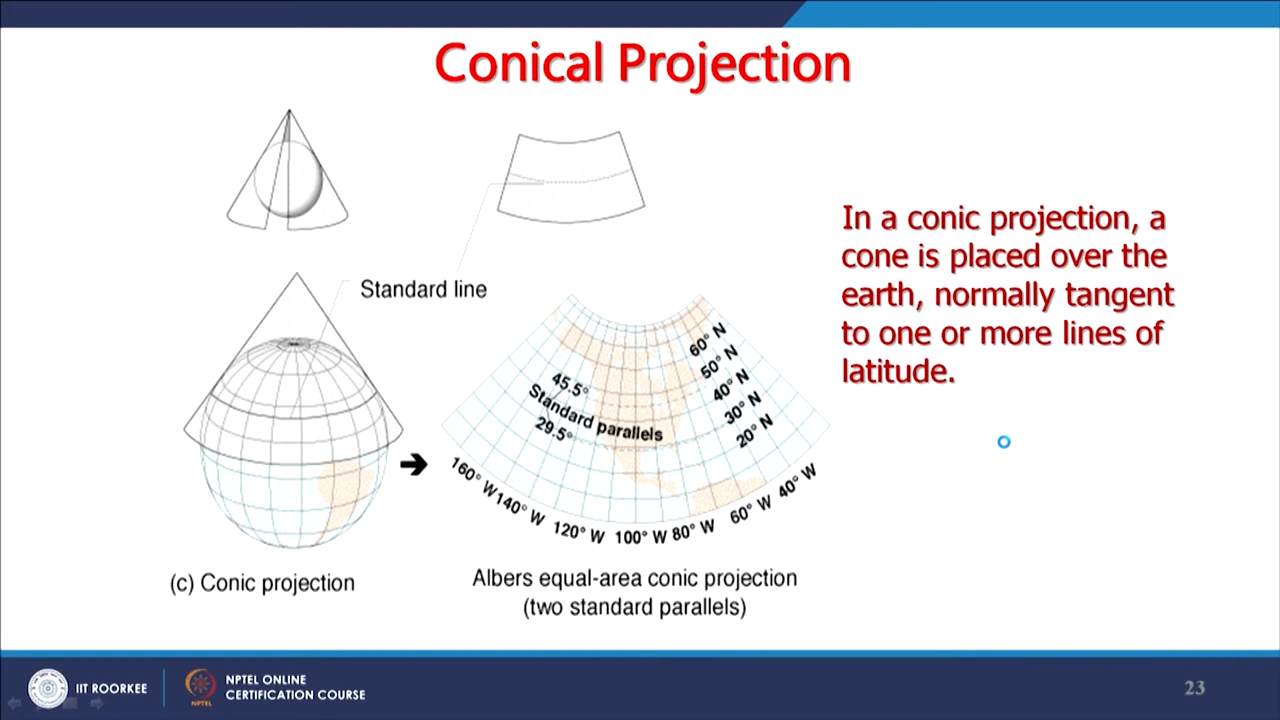 Conical Projection
Standard line
In a conic projection, a
cone is placed over the
earth, normally tangent
to one or more lines of
latitude.
60° N
50° N
40° N
30° N
20° N
45.5°
Standard parallels
29.5°
160° W
140° W
120° W
100° W
80° W
60° W
40° W
(c) Conic projection
Albers equal-area conic projection
(two standard parallels)
IIT ROORKEE
NPTEL ONLINE
CERTIFICATION COURSE
NPTEL
23